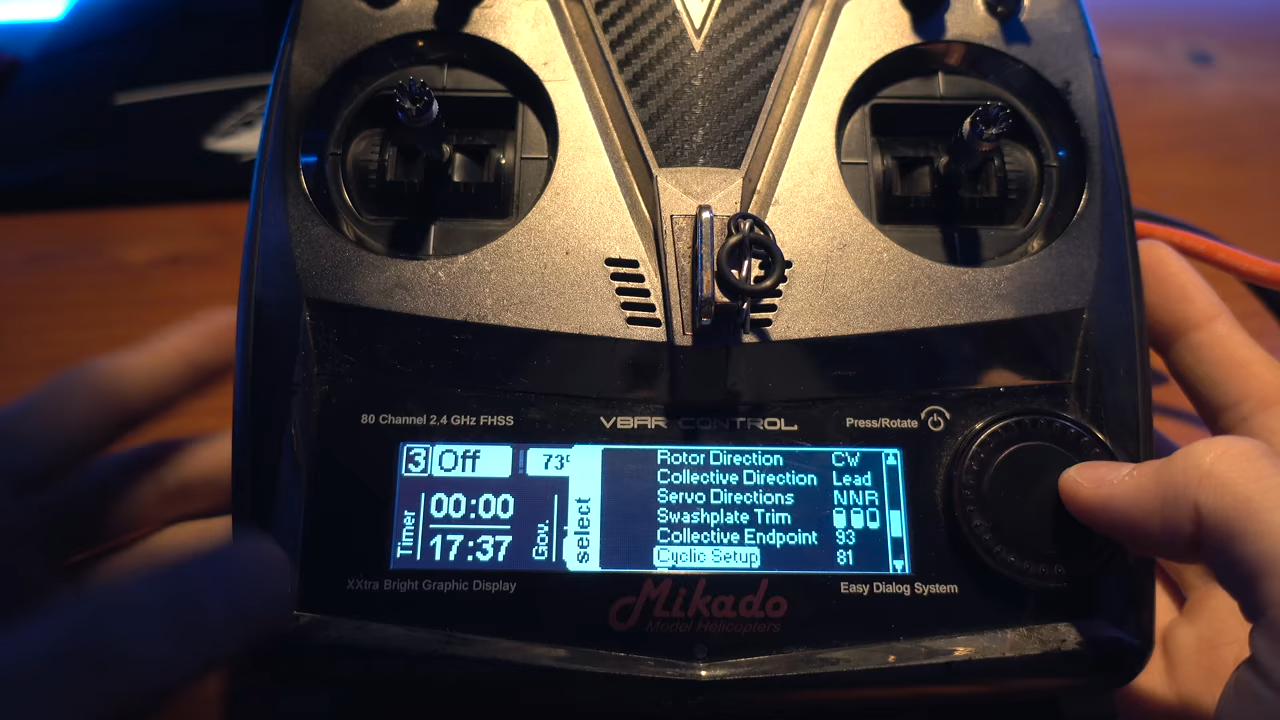 80 Channel 2,4 GHz FHSS
VBAR CONTROL
Press/Rotate
3 Off
73°
Timer
00:00
17:37
Gov.
select
Rotor Direction CW
Collective Direction Lead
Servo Directions NNR
Swashplate Trim
Collective Endpoint 93
Cyclic Setup 81
XXtra Bright Graphic Display
Mikado
Model Helicopters
Easy Dialog System